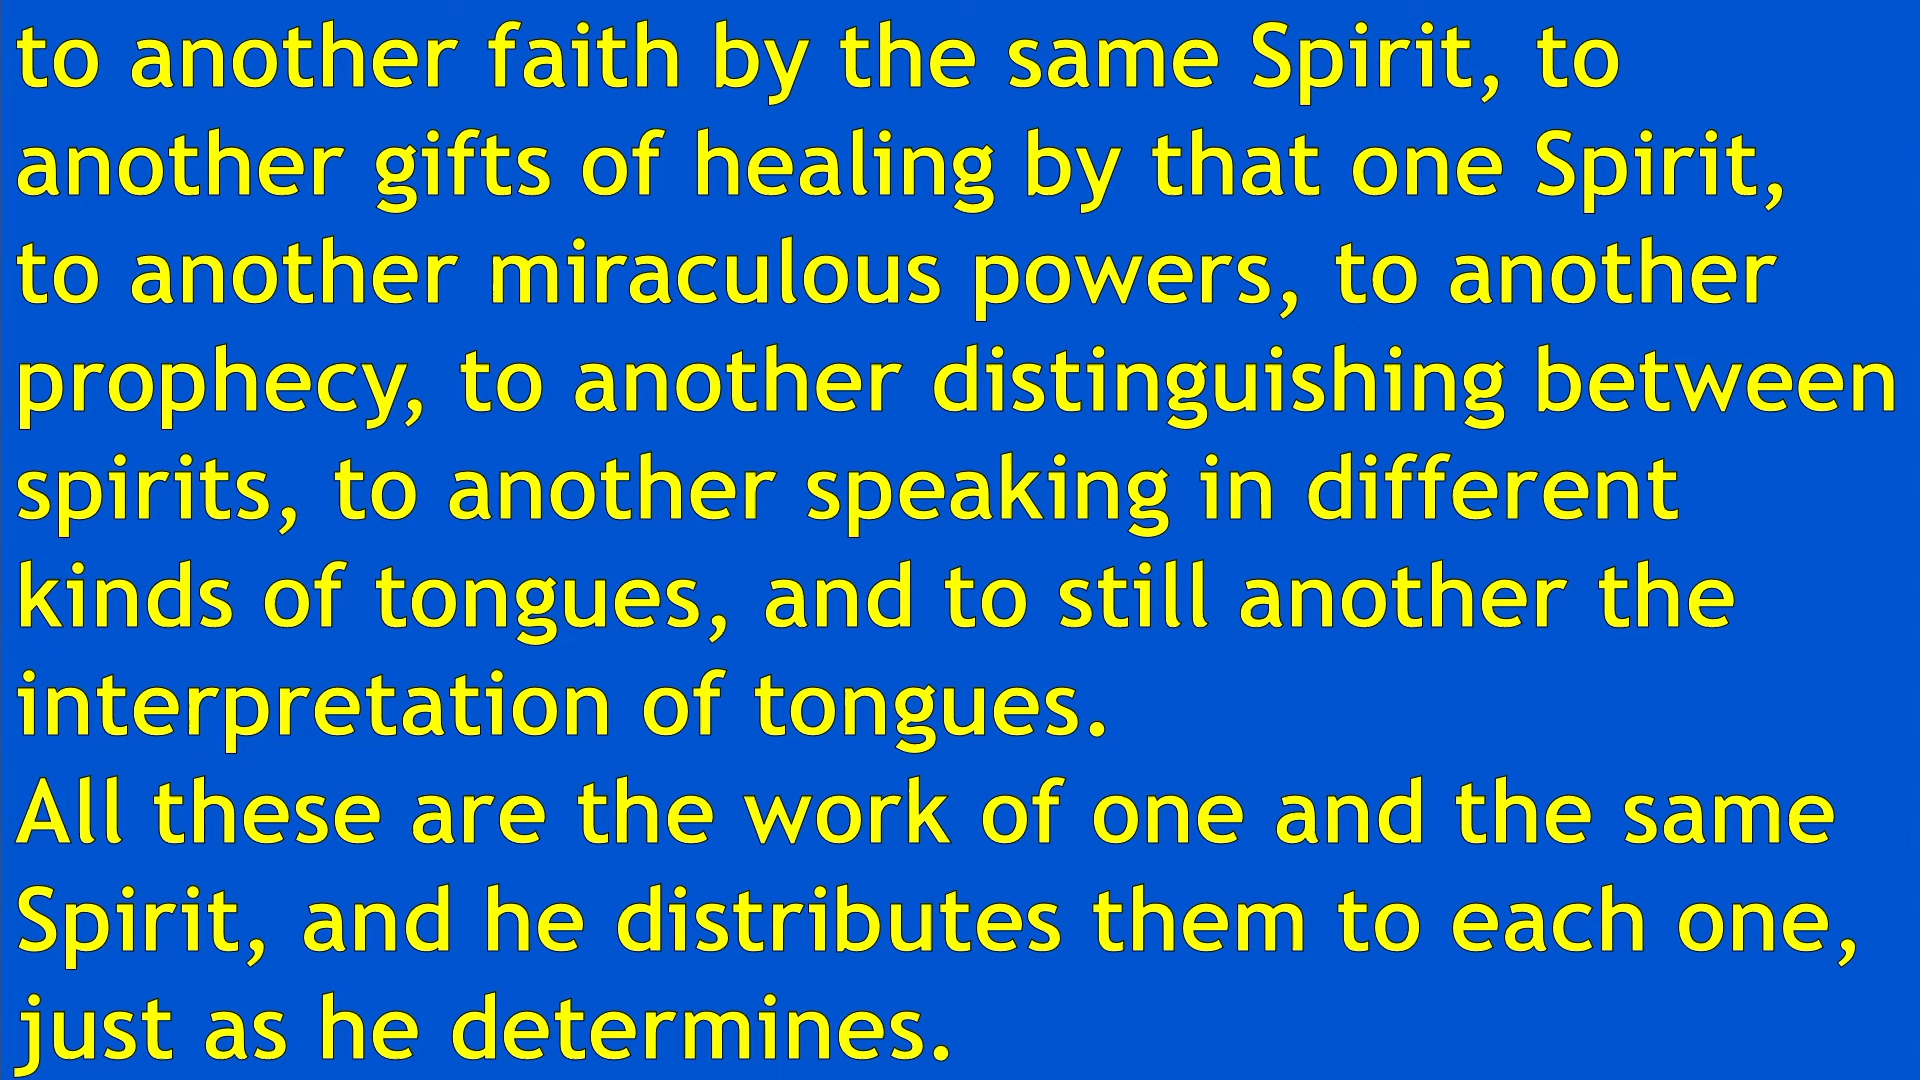 to another faith by the same Spirit, to
another gifts of healing by that one Spirit,
to another miraculous powers, to another
prophecy, to another distinguishing between
spirits, to another speaking in different
kinds of tongues, and to still another the
interpretation of tongues.
All these are the work of one and the same
Spirit, and he distributes them to each one,
just as he determines.